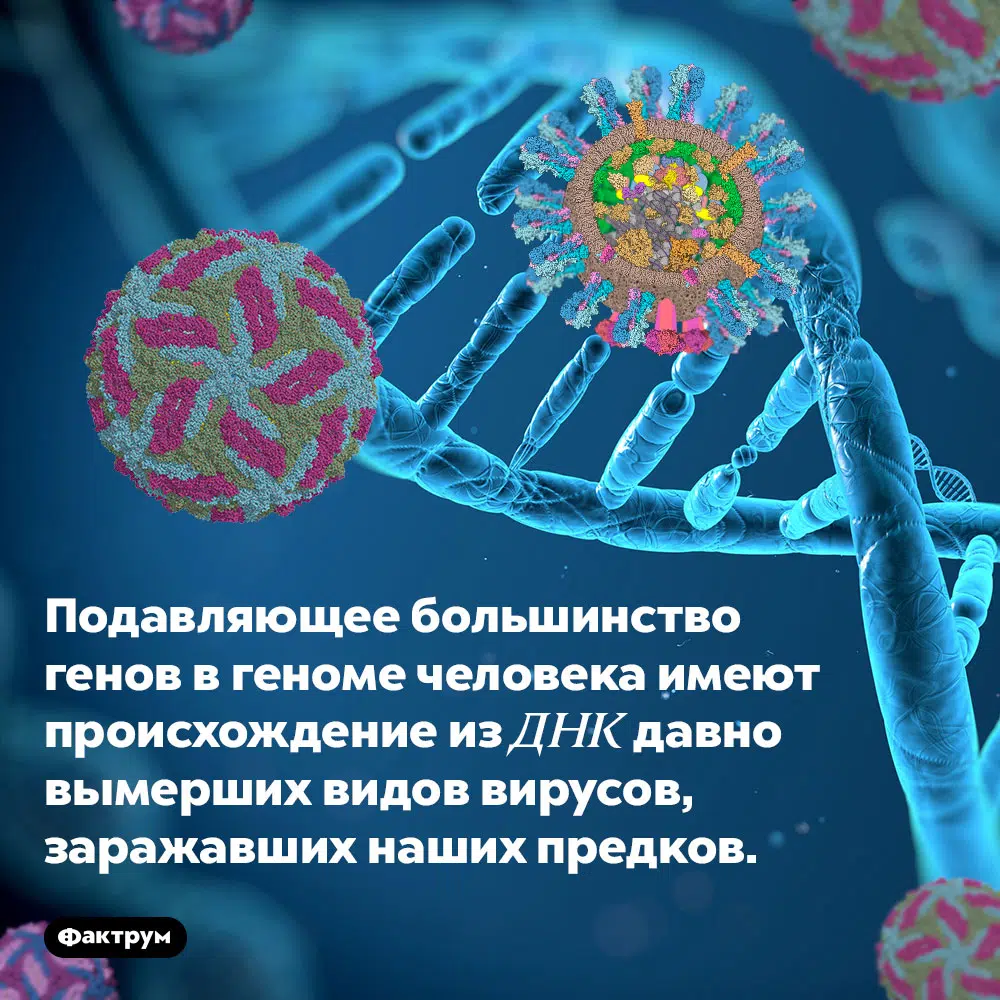 Подавляющее большинство
генов в геноме человека имеют
происхождение из ДНК давно
вымерших видов вирусов,
заражавших наших предков.
Фактрум